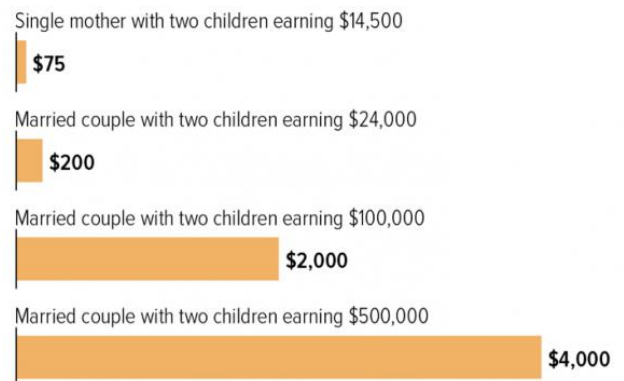 Single mother with two children earning $14,500
$75
Married couple with two children earning $24,000
$200
Married couple with two children earning $100,000
$2,000
Married couple with two children earning $500,000
$4,000